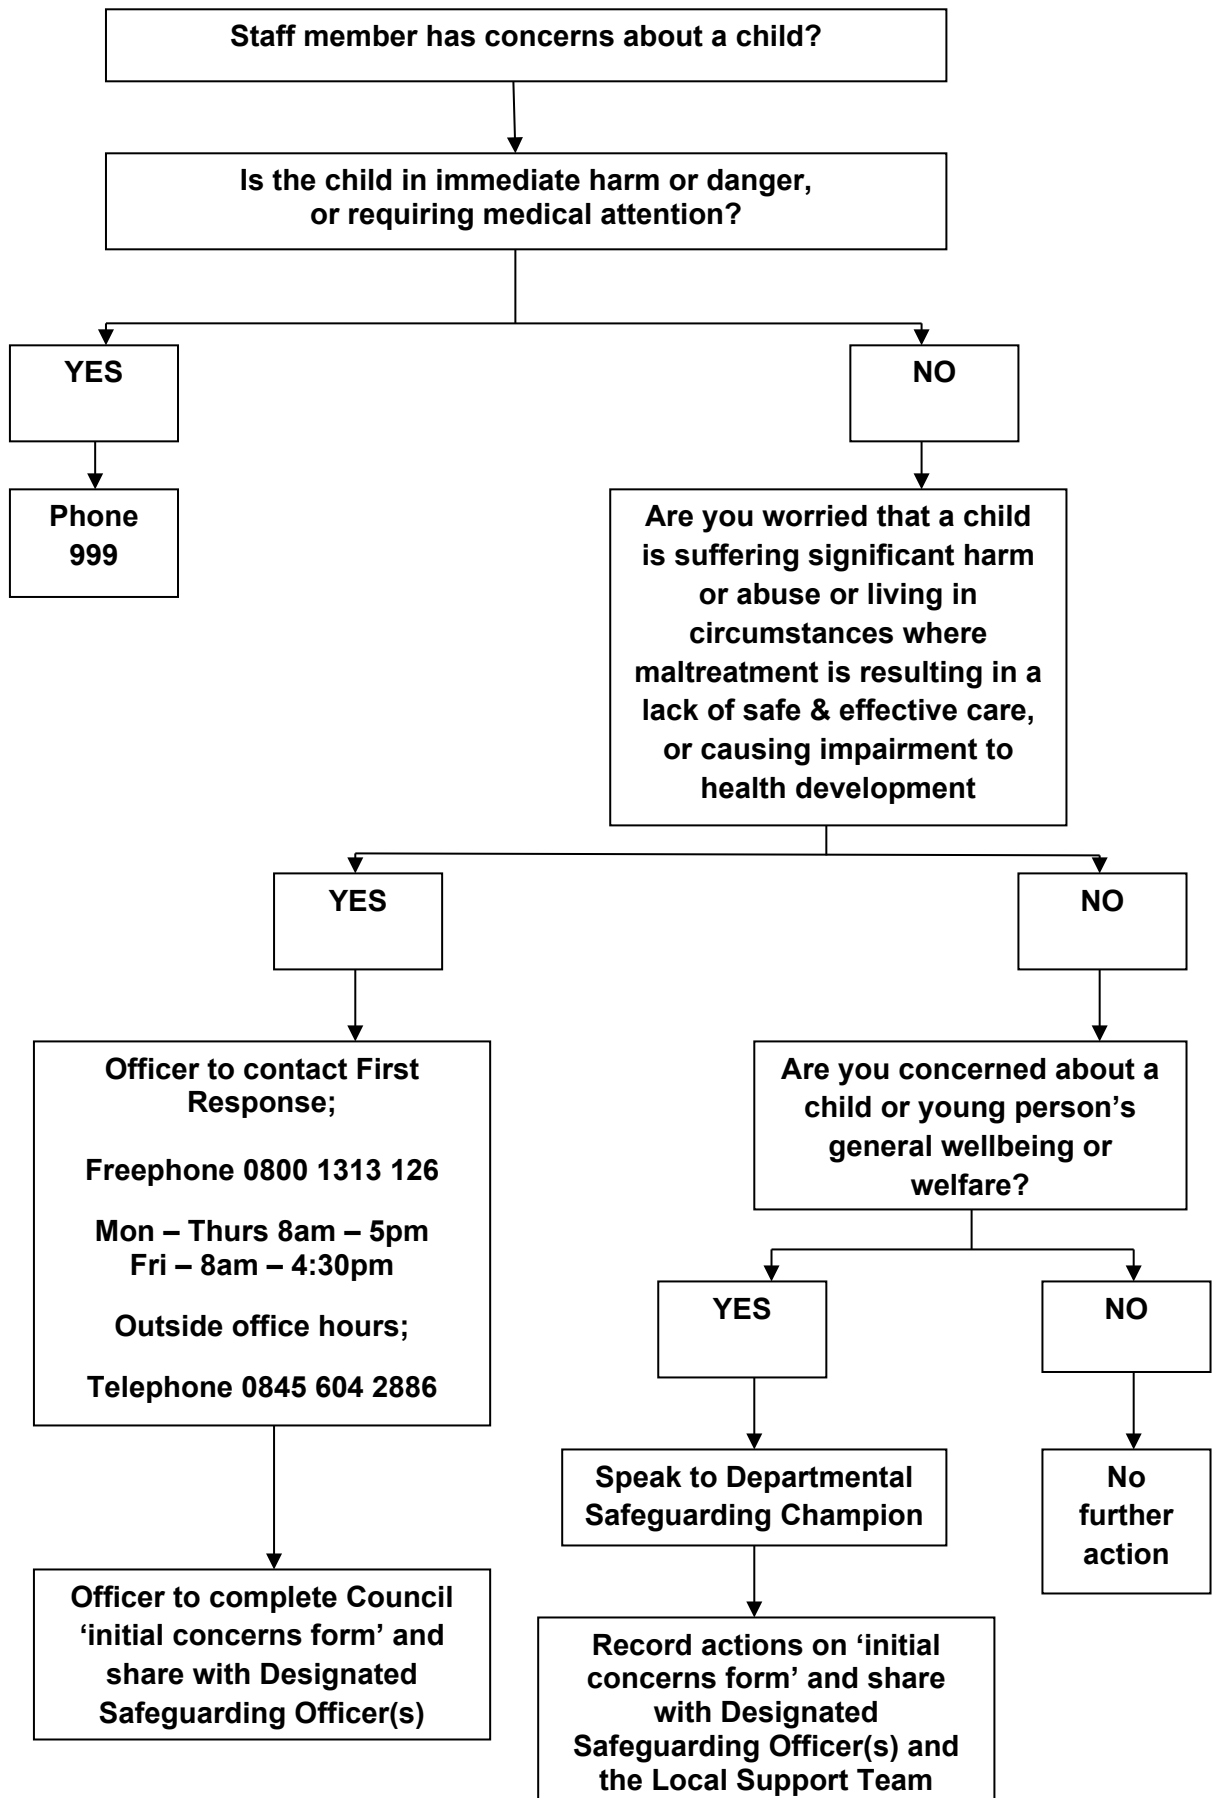 Staff member has concerns about a child?
Is the child in immediate harm or danger,
or requiring medical attention?
YES
NO
Phone
999
Are you worried that a child
is suffering significant harm
or abuse or living in
circumstances where
maltreatment is resulting in a
lack of safe & effective care,
or causing impairment to
health development
YES
NO
Officer to contact First
Response;
Freephone 0800 1313 126
Mon – Thurs 8am – 5pm
Fri – 8am – 4:30pm
Outside office hours;
Telephone 0845 604 2886
Are you concerned about a
child or young person’s
general wellbeing or
welfare?
YES
NO
Speak to Departmental
Safeguarding Champion
No
further
action
Officer to complete Council
‘initial concerns form’ and
share with Designated
Safeguarding Officer(s)
Record actions on ‘initial
concerns form’ and share
with Designated
Safeguarding Officer(s) and
the Local Support Team